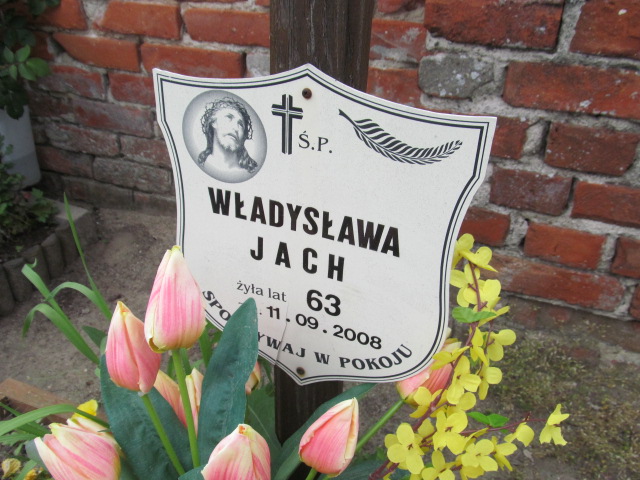 Ś.P.
WŁADYSŁAWA
JACH
żyła lat 63
11.09.2008
W POKOJU